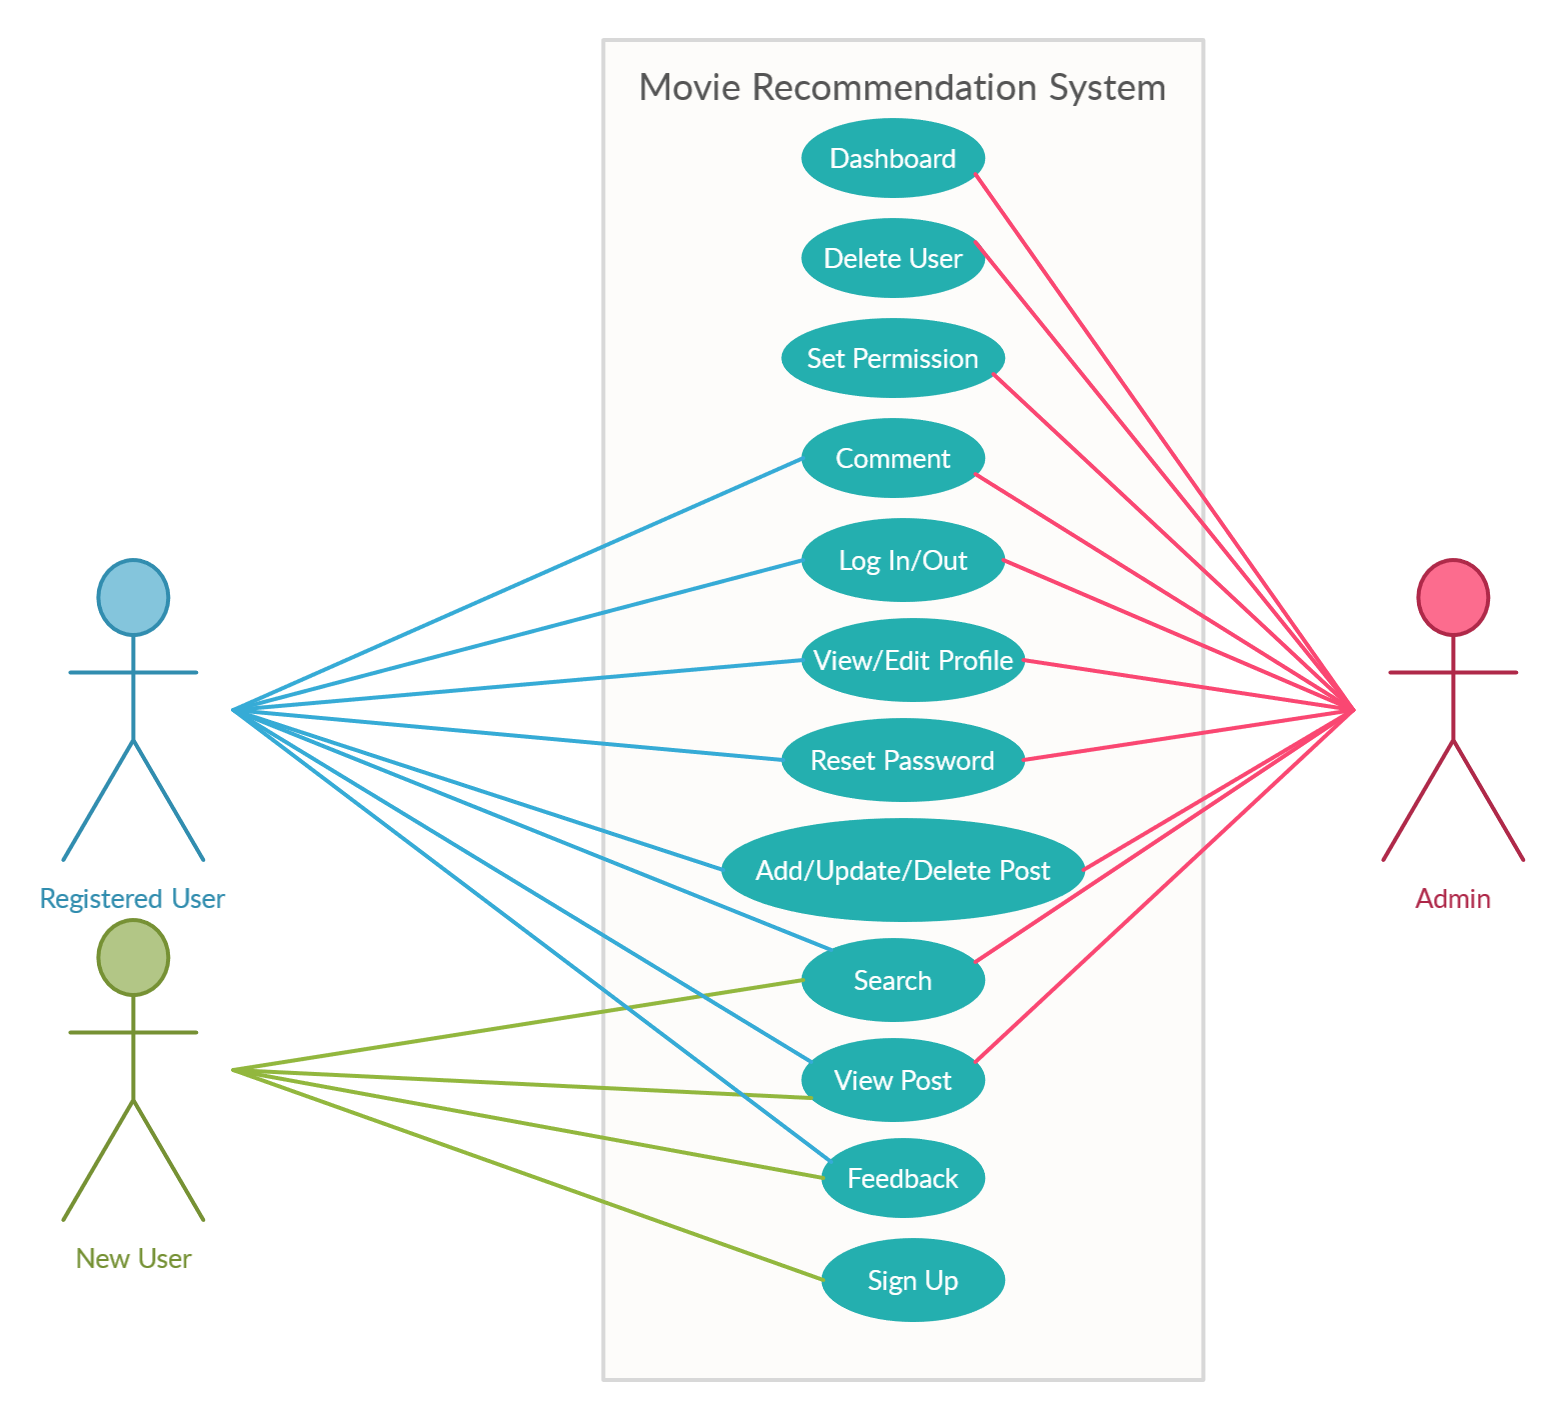 Movie Recommendation System
Dashboard
Delete User
Set Permission
Comment
Log In/Out
View/Edit Profile
Reset Password
Add/Update/Delete Post
Search
View Post
Feedback
Sign Up
Registered User
New User
Admin